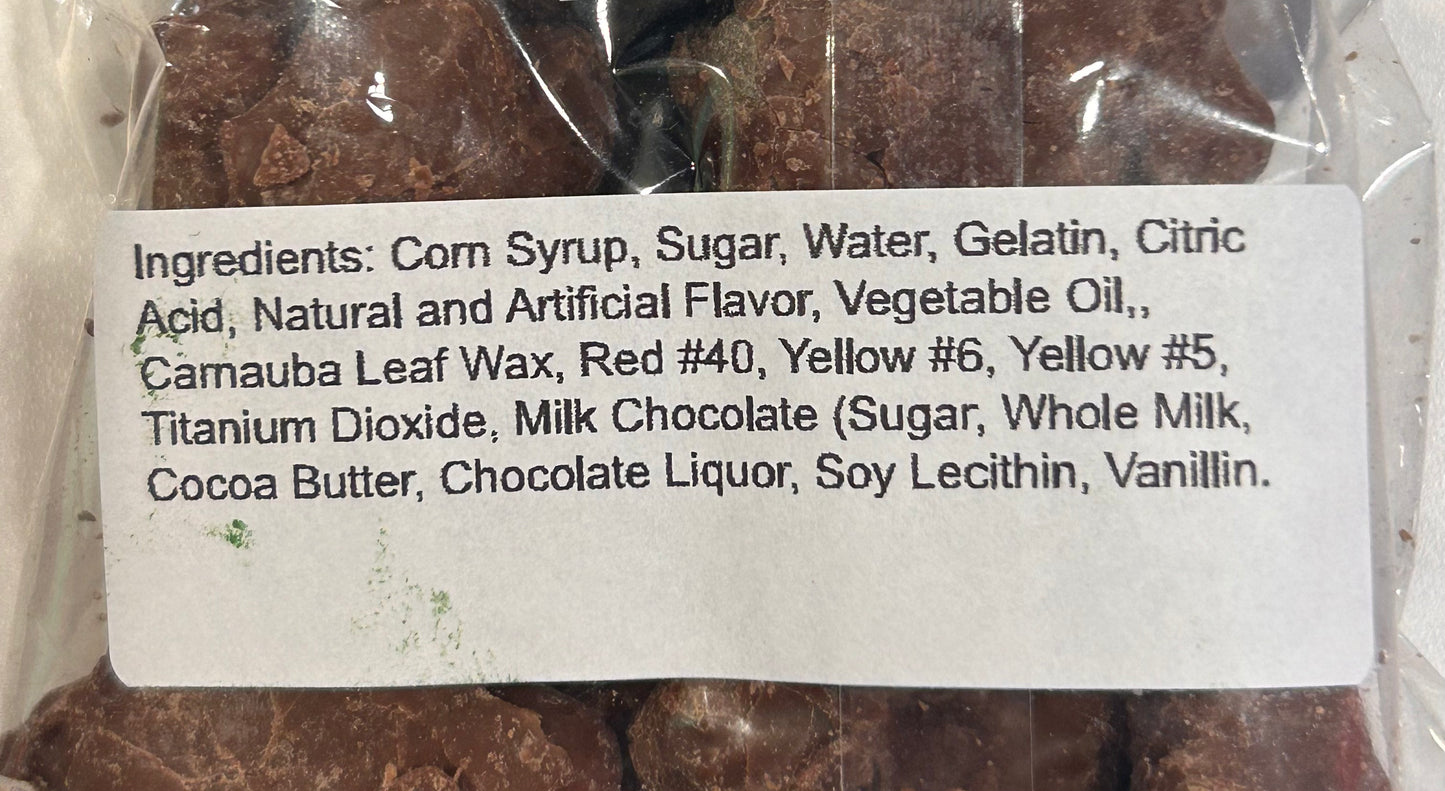 Ingredients: Corn Syrup, Sugar, Water, Gelatin, Citric
Acid, Natural and Artificial Flavor, Vegetable Oil,,
Carnauba Leaf Wax, Red #40, Yellow #6, Yellow #5,
Titanium Dioxide, Milk Chocolate (Sugar, Whole Milk,
Cocoa Butter, Chocolate Liquor, Soy Lecithin, Vanillin.